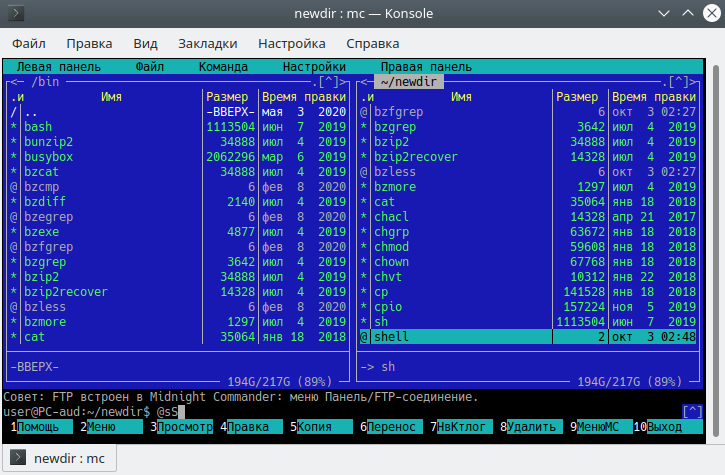 newdir : mc — Konsole
Файл Правка Вид Закладки Настройка Справка
Левая панель Файл Команда Настройки Правая панель
<─ /bin .[^]> <─ ~/newdir .[^]>
.и Имя Размер Время правки .и Имя Размер Время правки
/ .. -ВВЕРХ- мая 3 2020 @ bzfgrep 6 окт 3 02:27
* bash 1113504 июн 7 2019 * bzgrep 3642 июл 4 2019
* bunzip2 34888 июл 4 2019 * bzip2 34888 июл 4 2019
* busybox 2062296 мар 6 2019 * bzip2recover 14328 июл 4 2019
* bzcat 34888 июл 4 2019 @ bzless 6 окт 3 02:27
@ bzcmp 6 фев 8 2020 * bzmore 1297 июл 4 2019
* bzdiff 2140 июл 4 2019 * cat 35064 янв 18 2018
@ bzegrep 6 фев 8 2020 * chacl 14328 апр 21 2017
* bzexe 4877 июл 4 2019 * chgrp 63672 янв 18 2018
@ bzfgrep 6 фев 8 2020 * chmod 59608 янв 18 2018
* bzgrep 3642 июл 4 2019 * chown 67768 янв 18 2018
* bzip2 34888 июл 4 2019 * chvt 10312 янв 22 2018
* bzip2recover 14328 июл 4 2019 * cp 141528 янв 18 2018
@ bzless 6 фев 8 2020 * cpio 157224 ноя 5 2019
* bzmore 1297 июл 4 2019 * sh 1113504 июн 7 2019
* cat 35064 янв 18 2018 @ shell 2 окт 3 02:48
-ВВЕРХ- -> sh
194G/217G (89%) 194G/217G (89%)
Совет: FTP встроен в Midnight Commander: меню Панель/FTP-соединение.
user@PC-aud:~/newdir$ @sS [^]
1Помощь 2Меню 3Просмотр 4Правка 5Копия 6Перенос 7НвКтлог 8Удалить 9МенюМС 10Выход
newdir : mc